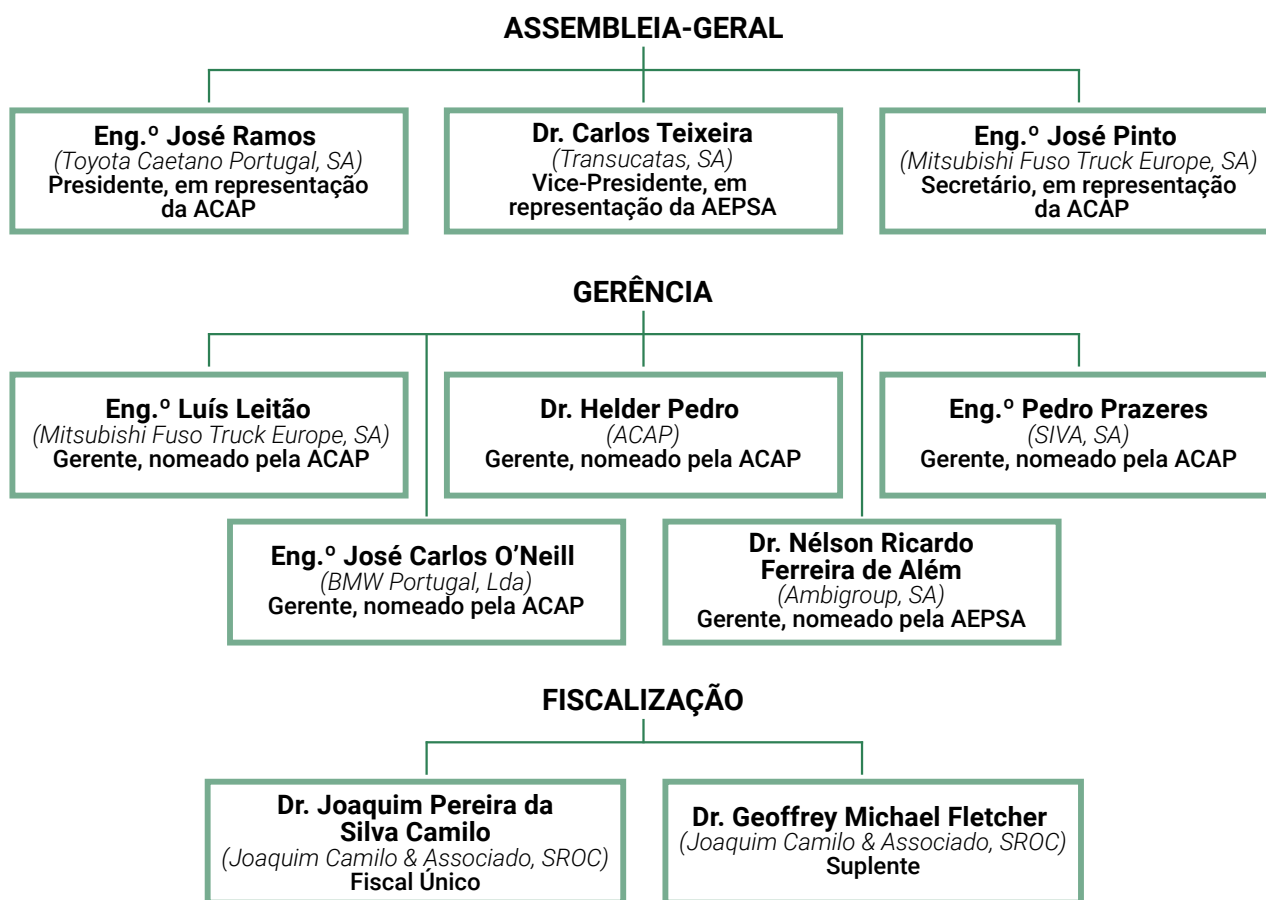 ASSEMBLEIA-GERAL
Eng.º José Ramos
(Toyota Caetano Portugal, SA)
Presidente, em representação
da ACAP
Dr. Carlos Teixeira
(Transucatas, SA)
Vice-Presidente, em
representação da AEPSA
Eng.º José Pinto
(Mitsubishi Fuso Truck Europe, SA)
Secretário, em representação
da ACAP
GERÊNCIA
Eng.º Luís Leitão
(Mitsubishi Fuso Truck Europe, SA)
Gerente, nomeado pela ACAP
Dr. Helder Pedro
(ACAP)
Gerente, nomeado pela ACAP
Eng.º Pedro Prazeres
(SIVA, SA)
Gerente, nomeado pela ACAP
Eng.º José Carlos O’Neill
(BMW Portugal, Lda)
Gerente, nomeado pela ACAP
Dr. Nélson Ricardo
Ferreira de Além
(Ambigroup, SA)
Gerente, nomeado pela AEPSA
FISCALIZAÇÃO
Dr. Joaquim Pereira da
Silva Camilo
(Joaquim Camilo & Associado, SROC)
Fiscal Único
Dr. Geoffrey Michael Fletcher
(Joaquim Camilo & Associado, SROC)
Suplente